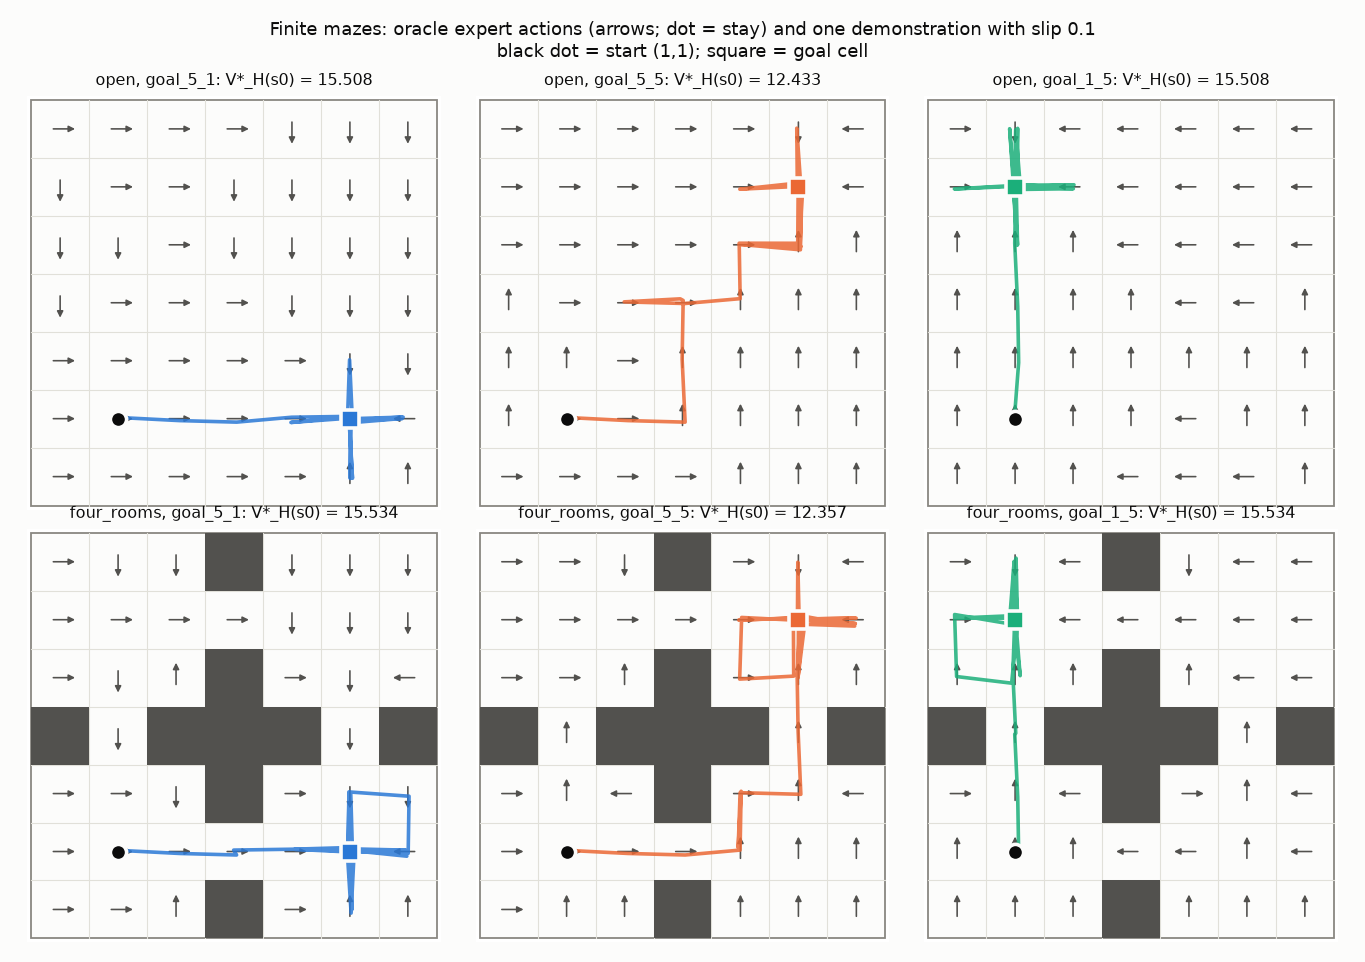 Finite mazes: oracle expert actions (arrows; dot = stay) and one demonstration with slip 0.1
black dot = start (1,1); square = goal cell
open, goal_5_1: V*_H(s0) = 15.508
open, goal_5_5: V*_H(s0) = 12.433
open, goal_1_5: V*_H(s0) = 15.508
four_rooms, goal_5_1: V*_H(s0) = 15.534
four_rooms, goal_5_5: V*_H(s0) = 12.357
four_rooms, goal_1_5: V*_H(s0) = 15.534